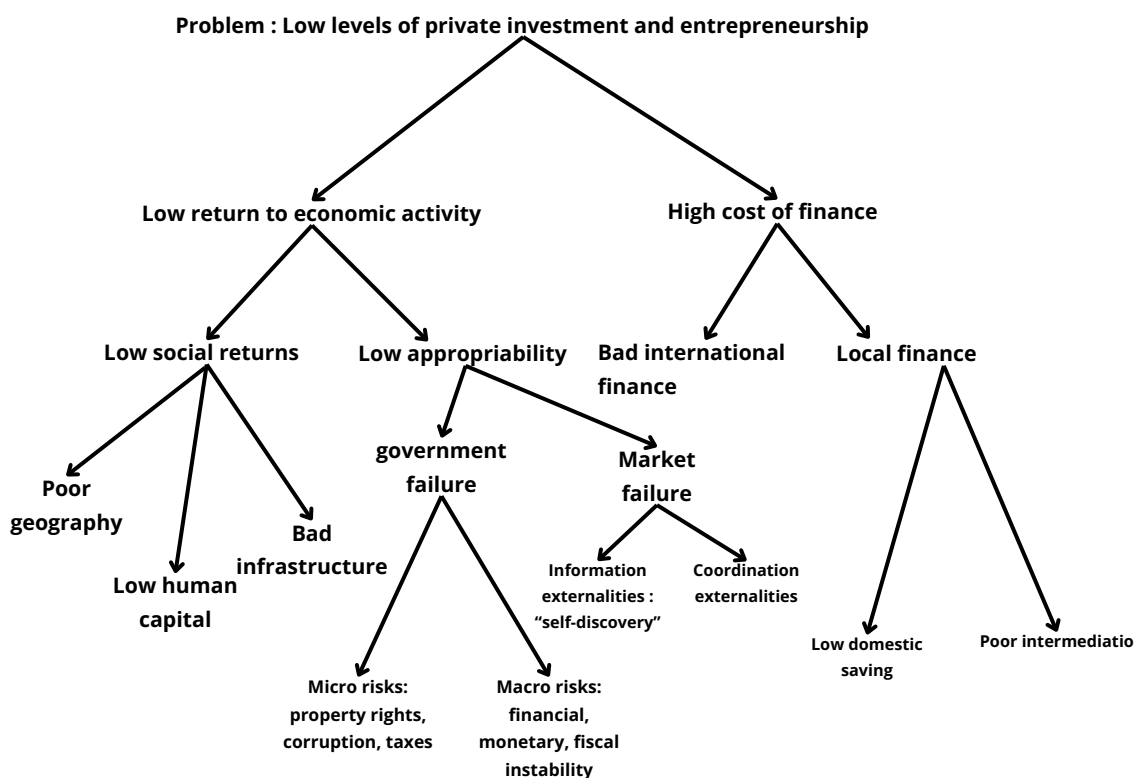 Problem : Low levels of private investment and entrepreneurship
Low return to economic activity
High cost of finance
Low social returns
Low appropriability
Bad international
finance
Local finance
government
failure
Market
failure
Poor
geography
Bad
infrastructure
Low human
capital
Information
externalities :
“self-discovery”
Coordination
externalities
Low domestic
saving
Poor intermediatio
Micro risks:
property rights,
corruption, taxes
Macro risks:
financial,
monetary, fiscal
instability